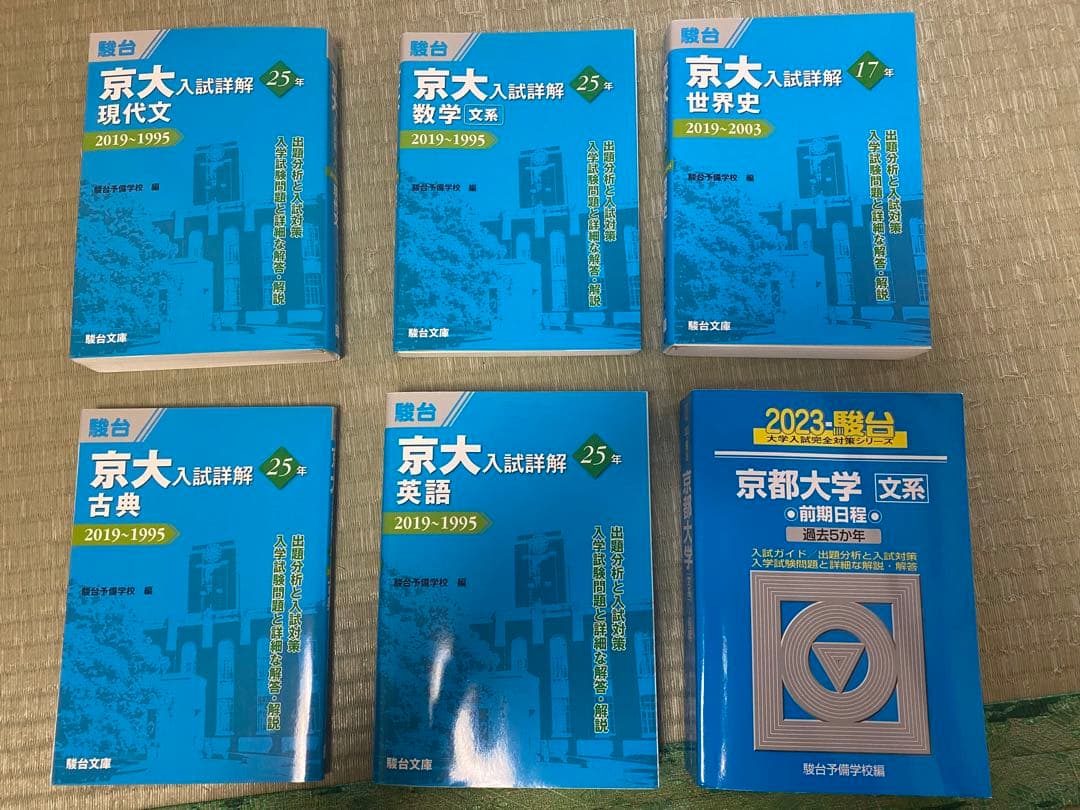 駿台
京大入試詳解 25年
現代文
2019~1995
出題分析と入試対策
入学試験問題と詳細な解答・解説
駿台予備学校 編
駿台文庫
駿台
京大入試詳解 25年
数学 文系
2019~1995
出題分析と入試対策
入学試験問題と詳細な解答・解説
駿台予備学校 編
駿台文庫
駿台
京大入試詳解 17年
世界史
2019~2003
出題分析と入試対策
入学試験問題と詳細な解答・解説
駿台予備学校 編
駿台文庫
駿台
京大入試詳解 25年
古典
2019~1995
出題分析と入試対策
入学試験問題と詳細な解答・解説
駿台予備学校 編
駿台文庫
駿台
京大入試詳解 25年
英語
2019~1995
出題分析と入試対策
入学試験問題と詳細な解答・解説
駿台予備学校 編
駿台文庫
2023-駿台
大学入試完全対策シリーズ
京都大学 文系
●前期日程●
過去5か年
入試ガイド/出題分析と入試対策
入学試験問題と詳細な解説・解答
駿台予備学校編
京都大学